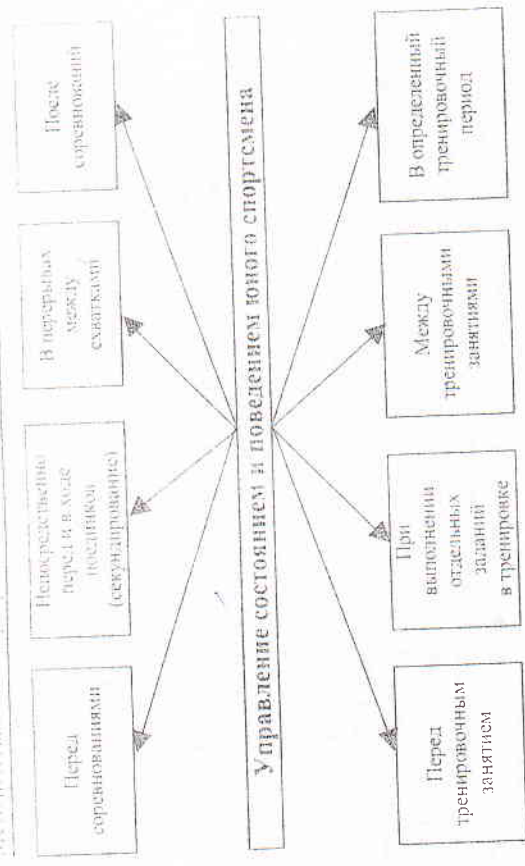 Перед
соревнованиями
Непосредственно
перед и в ходе
поединков
(секундирование)
В перерывах
между
схватками
После
соревнований
Управление состоянием и поведением юного спортсмена
Перед
тренировочным
занятием
При
выполнении
отдельных
заданий
в тренировке
Между
тренировочными
занятиями
В определенный
тренировочный
период